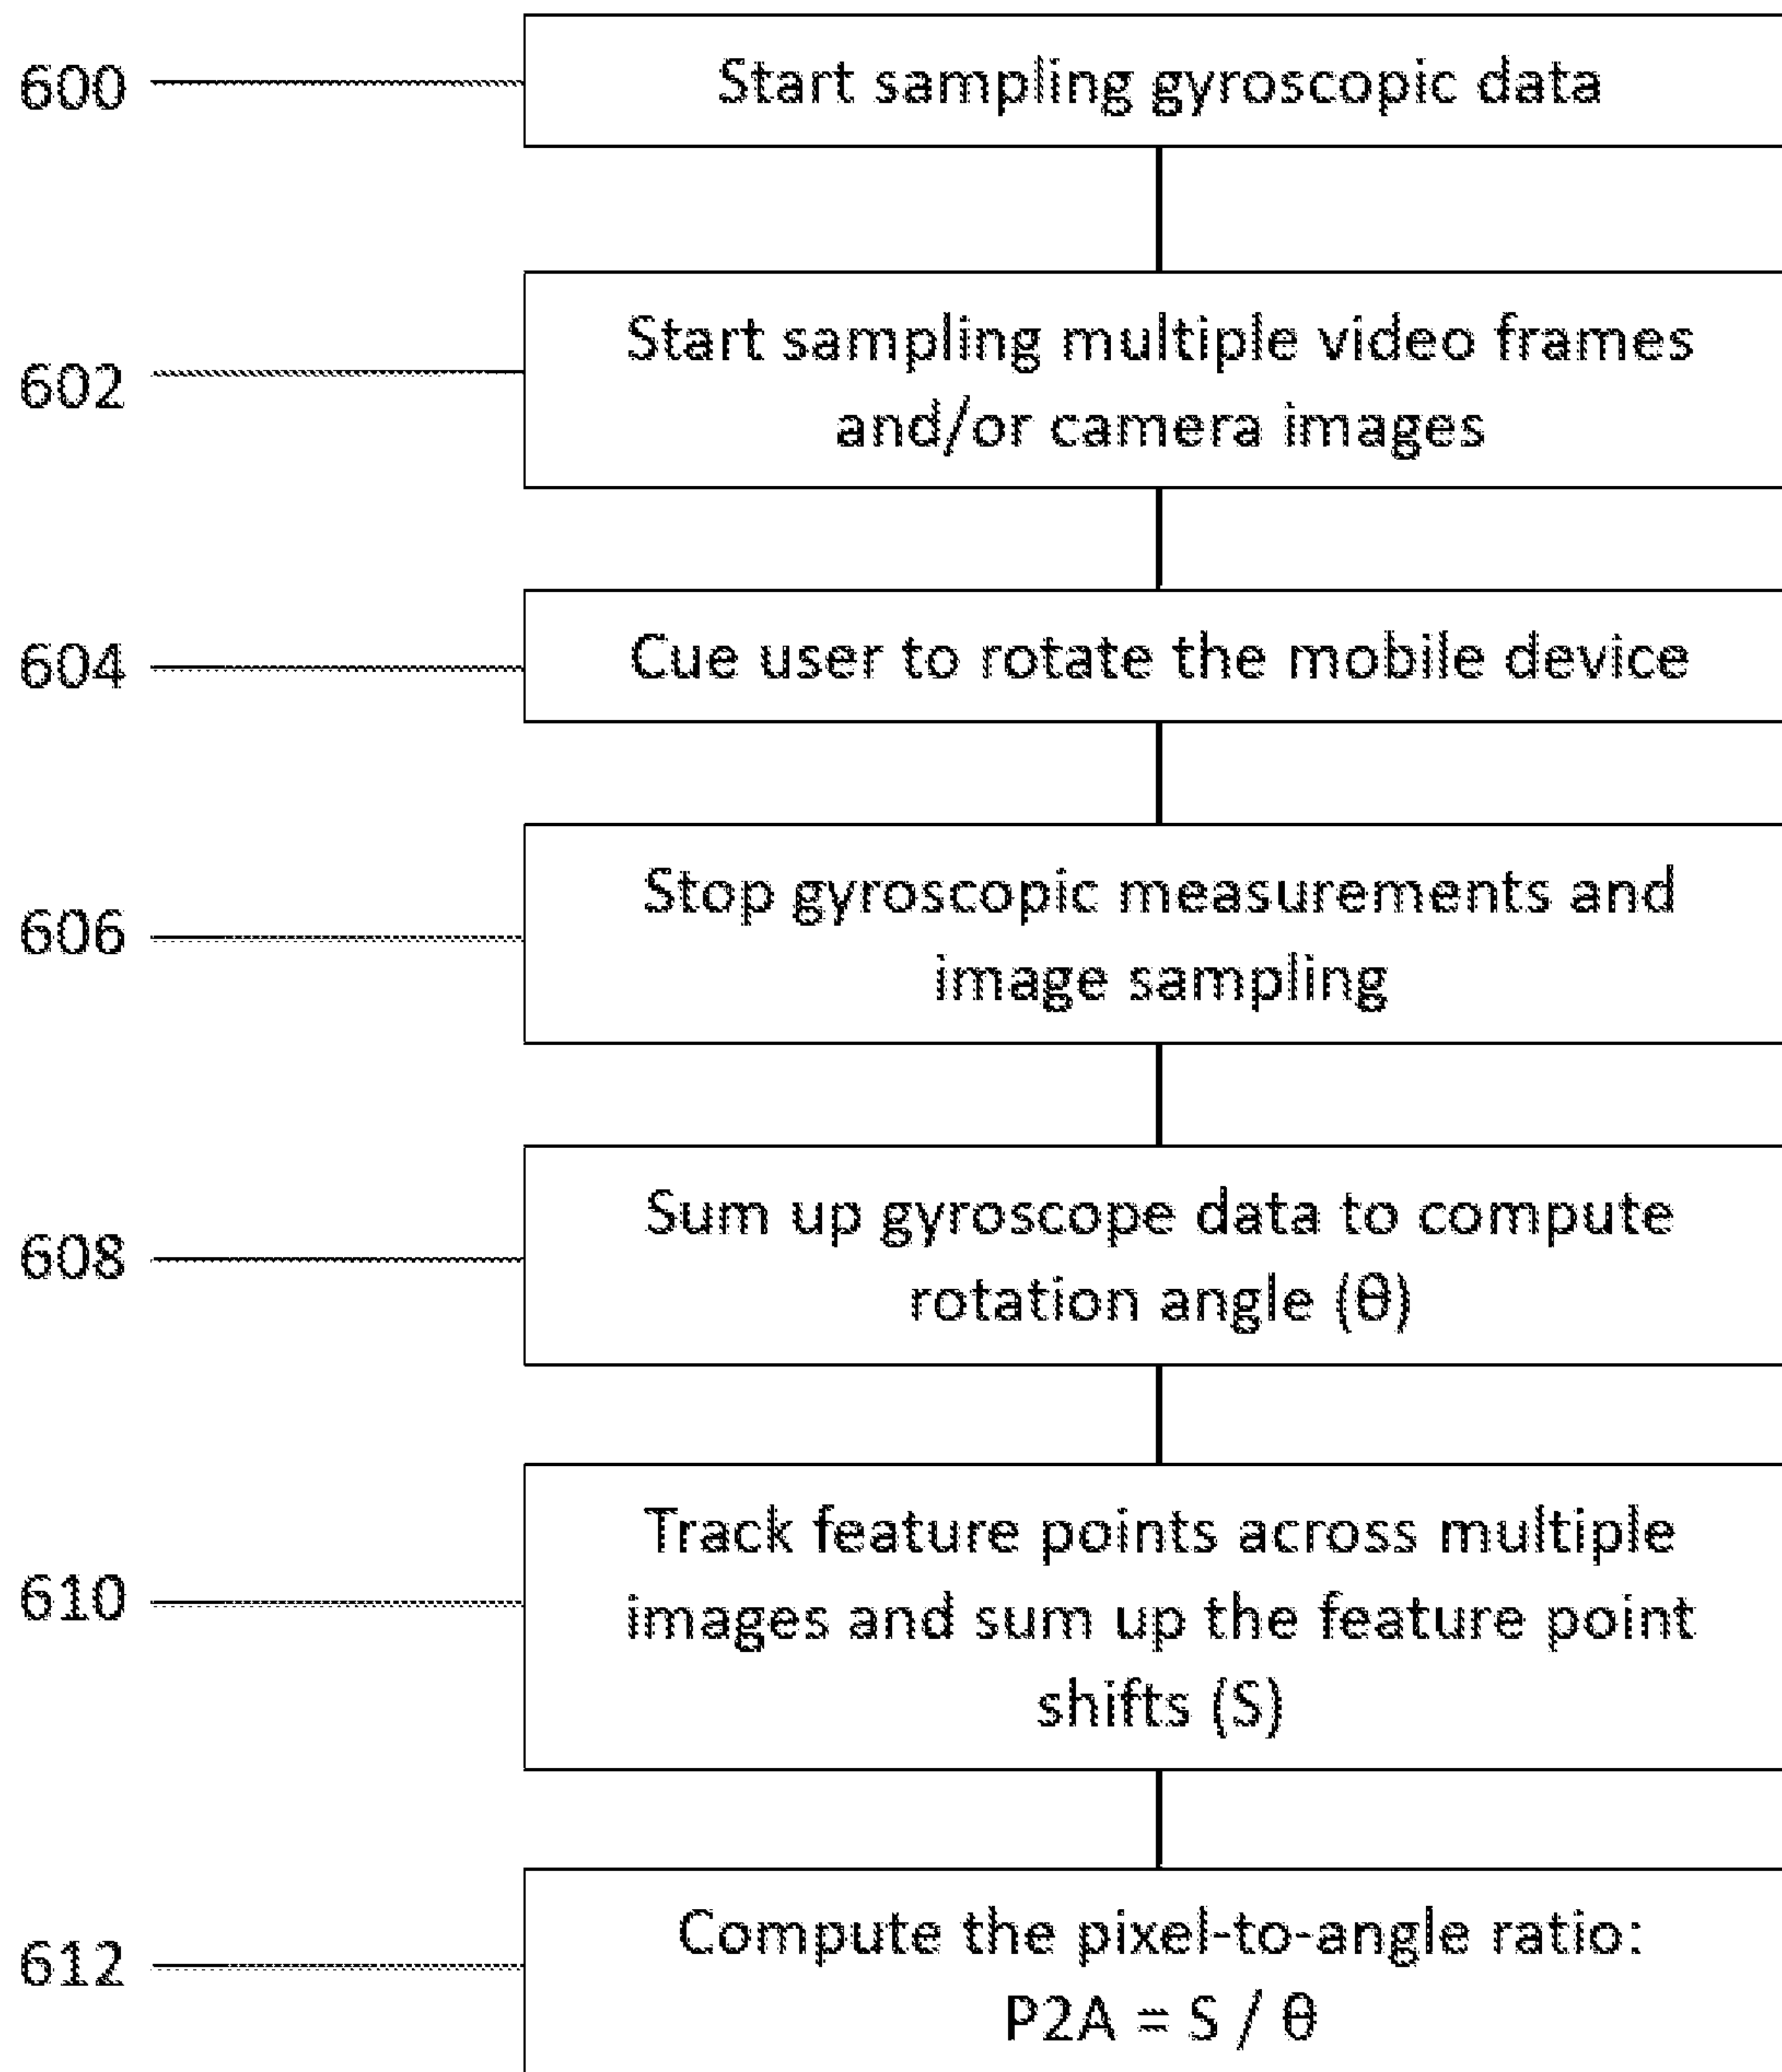 600
Start sampling gyroscopic data
602
Start sampling multiple video frames
and/or camera images
604
Cue user to rotate the mobile device
606
Stop gyroscopic measurements and
image sampling
608
Sum up gyroscope data to compute
rotation angle (θ)
610
Track feature points across multiple
images and sum up the feature point
shifts (S)
612
Compute the pixel-to-angle ratio:
P2A = S / θ